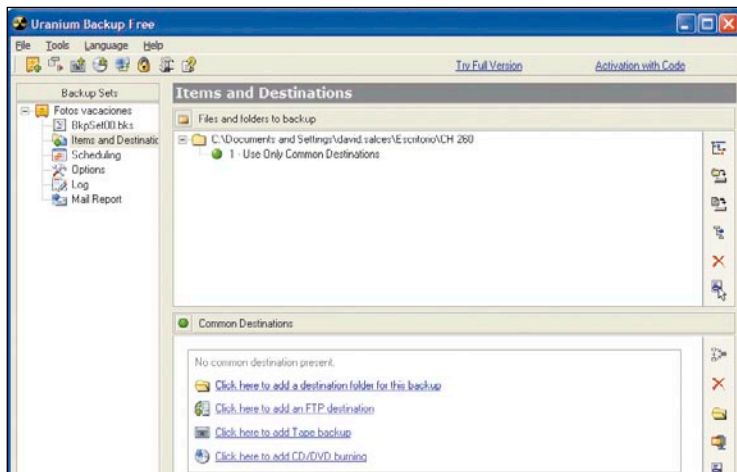 Uranium Backup Free
File Tools Language Help
Try Full Version Activation with Code
Backup Sets
Fotos vacaciones
BkpSet00.bks
Items and Destinatic
Scheduling
Options
Log
Mail Report
Items and Destinations
Files and folders to backup
C:\Documents and Settings\david.salces\Escritorio\CH 260
1 - Use Only Common Destinations
Common Destinations
No common destination present.
Click here to add a destination folder for this backup
Click here to add an FTP destination
Click here to add Tape backup
Click here to add CD/DVD burning